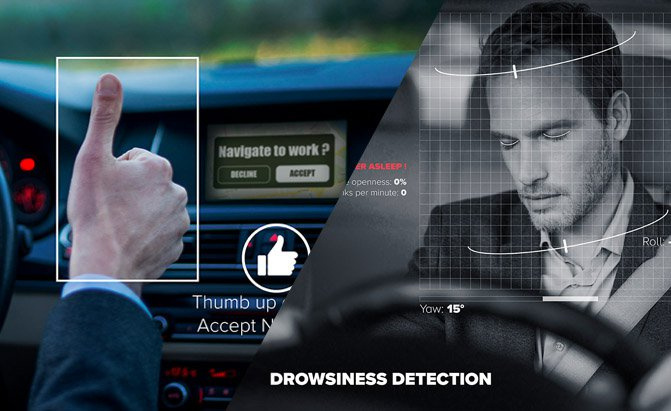 Navigate to work ?
DECLINE
ACCEPT
ER ASLEEP !
openness: 0%
ks per minute: 0
Thumb up
Accept N
Roll:
Yaw: 15°
DROWSINESS DETECTION